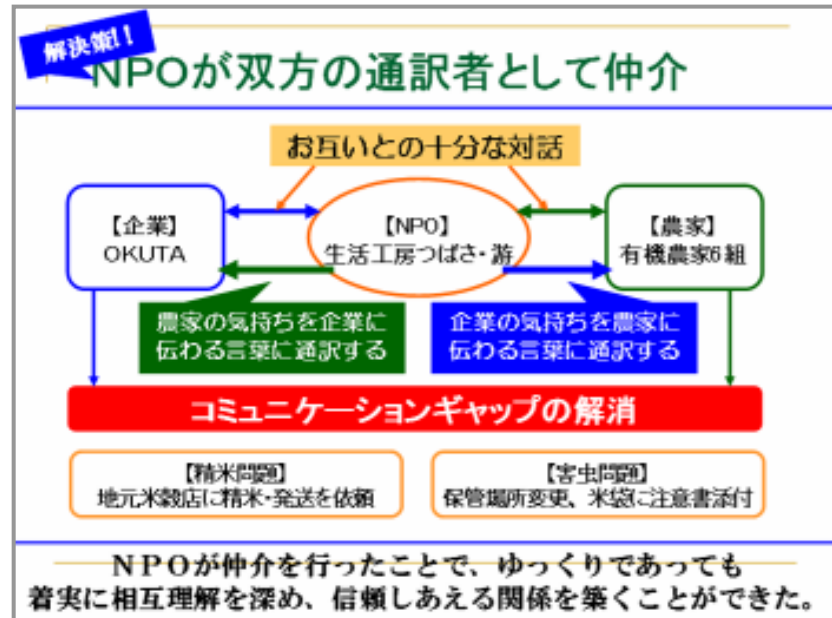 解決策!!
NPOが双方の通訳者として仲介
お互いとの十分な対話
【企業】
OKUTA
【NPO】
生活工房つばさ・游
【農家】
有機農家6組
農家の気持ちを企業に
伝わる言葉に通訳する
企業の気持ちを農家に
伝わる言葉に通訳する
コミュニケーションギャップの解消
【精米問題】
地元米穀店に精米・発送を依頼
【害虫問題】
保管場所変更、米袋に注意書添付
NPOが仲介を行ったことで、ゆっくりであっても
着実に相互理解を深め、信頼しあえる関係を築くことができた。